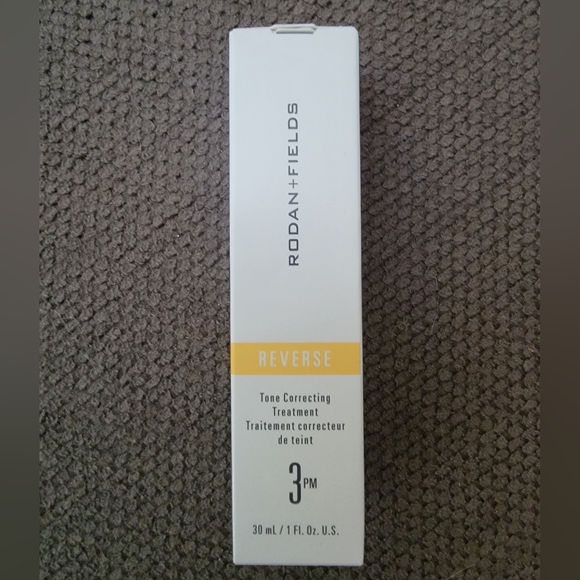 RODAN+FIELDS
REVERSE
Tone Correcting
Treatment
Traitement correcteur
de teint
3PM
30 mL / 1 Fl. Oz. U.S.